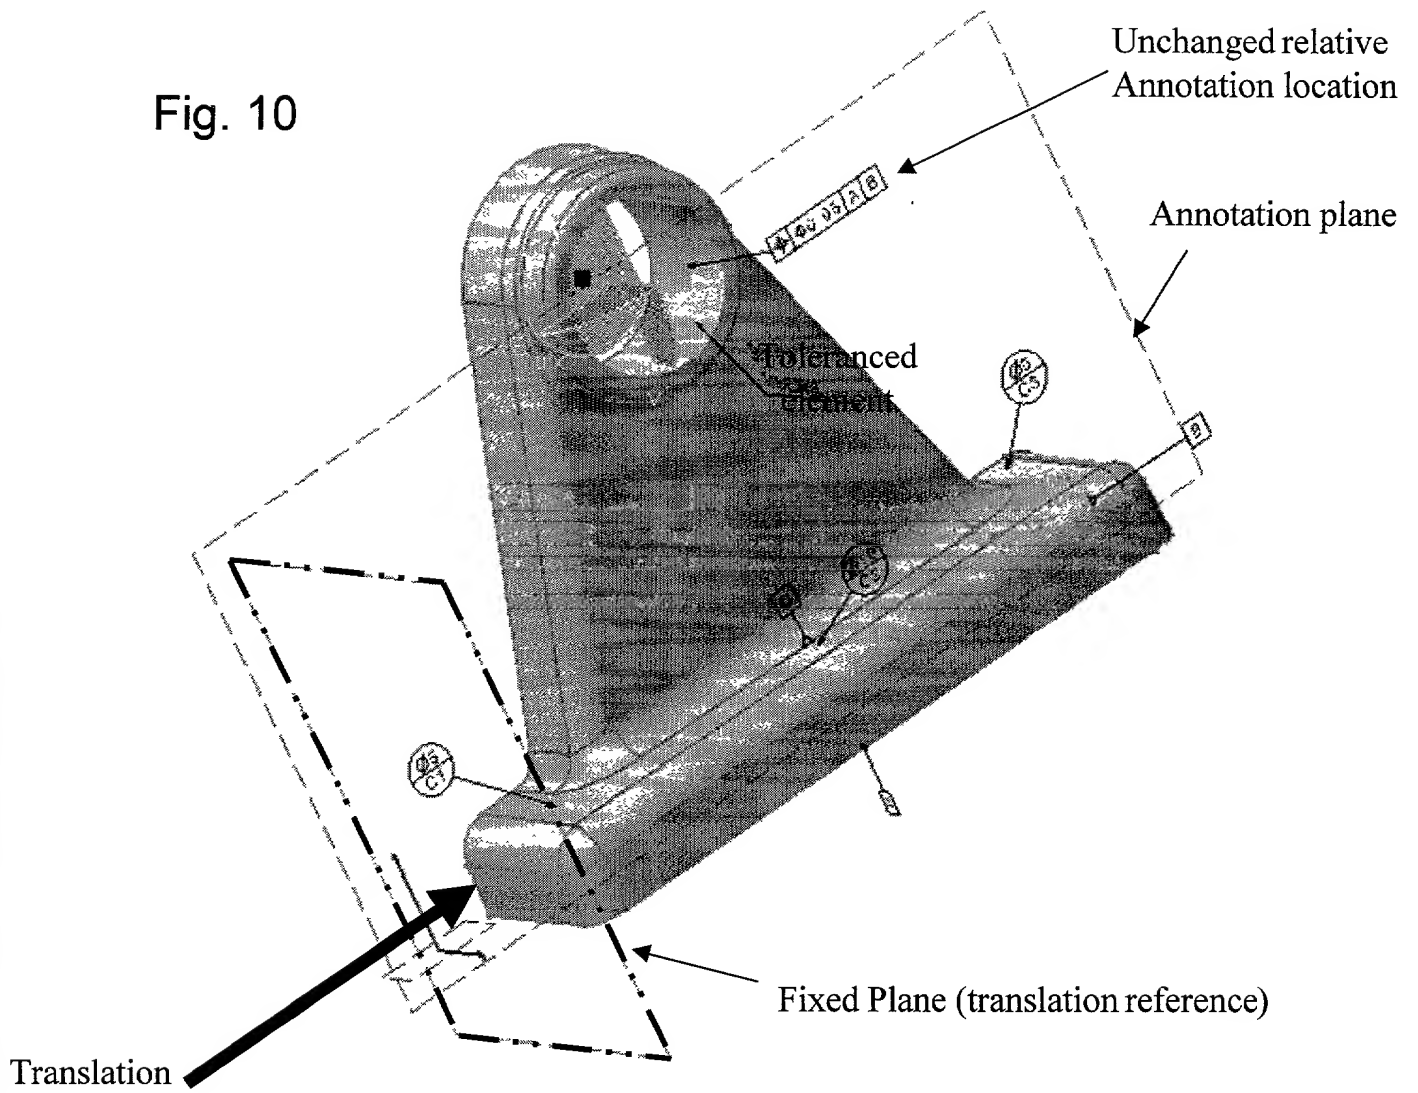 Fig. 10
Unchanged relative
Annotation location
Annotation plane
Toleranced
element
A B
B
Fixed Plane (translation reference)
Translation